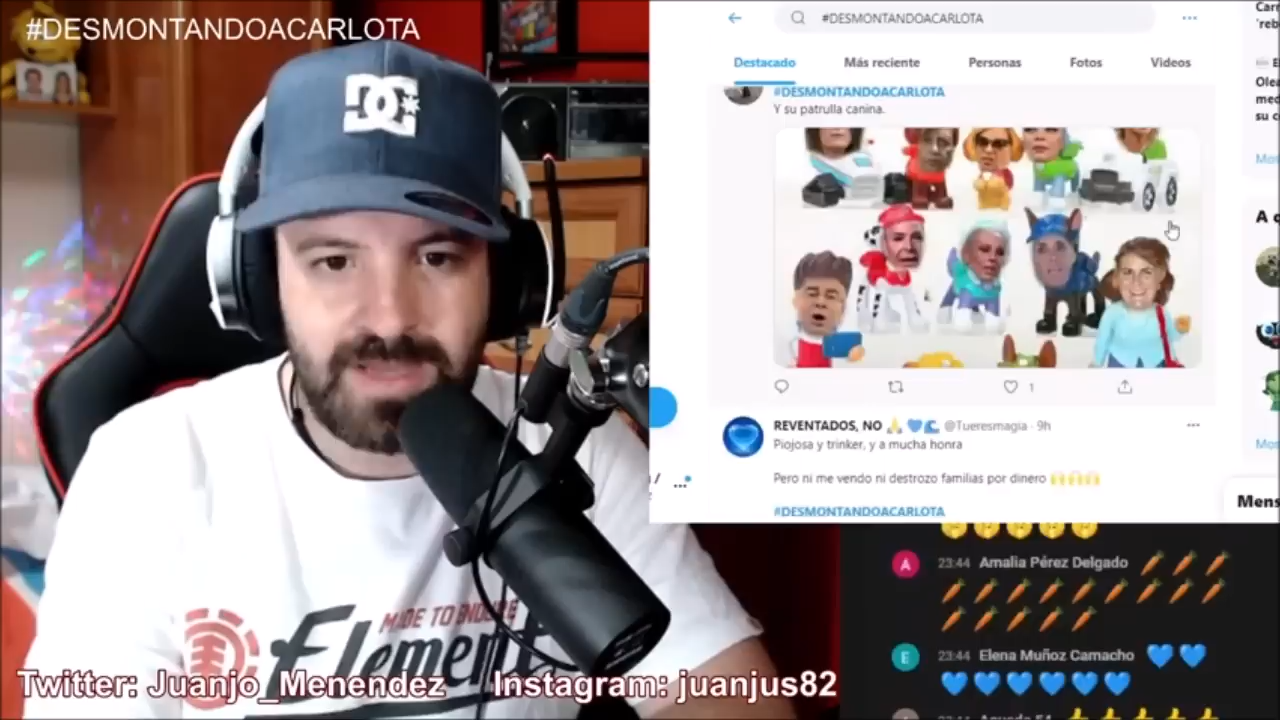 #DESMONTANDOACARLOTA
DC
MADE TO ENDURE
Element
Twitter: Juanjo_Menendez
Instagram: juanjus82
#DESMONTANDOACARLOTA
Destacado
Más reciente
Personas
Fotos
Videos
#DESMONTANDOACARLOTA
Y su patrulla canina.
1
REVENTADOS, NO 🙏 💙🌊 @Tueresmagia · 9h
Piojosa y trinker, y a mucha honra
Pero ni me vendo ni destrozo familias por dinero 🙌🙌🙌
#DESMONTANDOACARLOTA
Mens
A
23:44 Amalia Pérez Delgado 🥕🥕🥕
🥕🥕🥕🥕🥕🥕🥕🥕🥕
🥕🥕🥕🥕🥕
E
23:44 Elena Muñoz Camacho 💙💙
💙💙💙💙💙💙